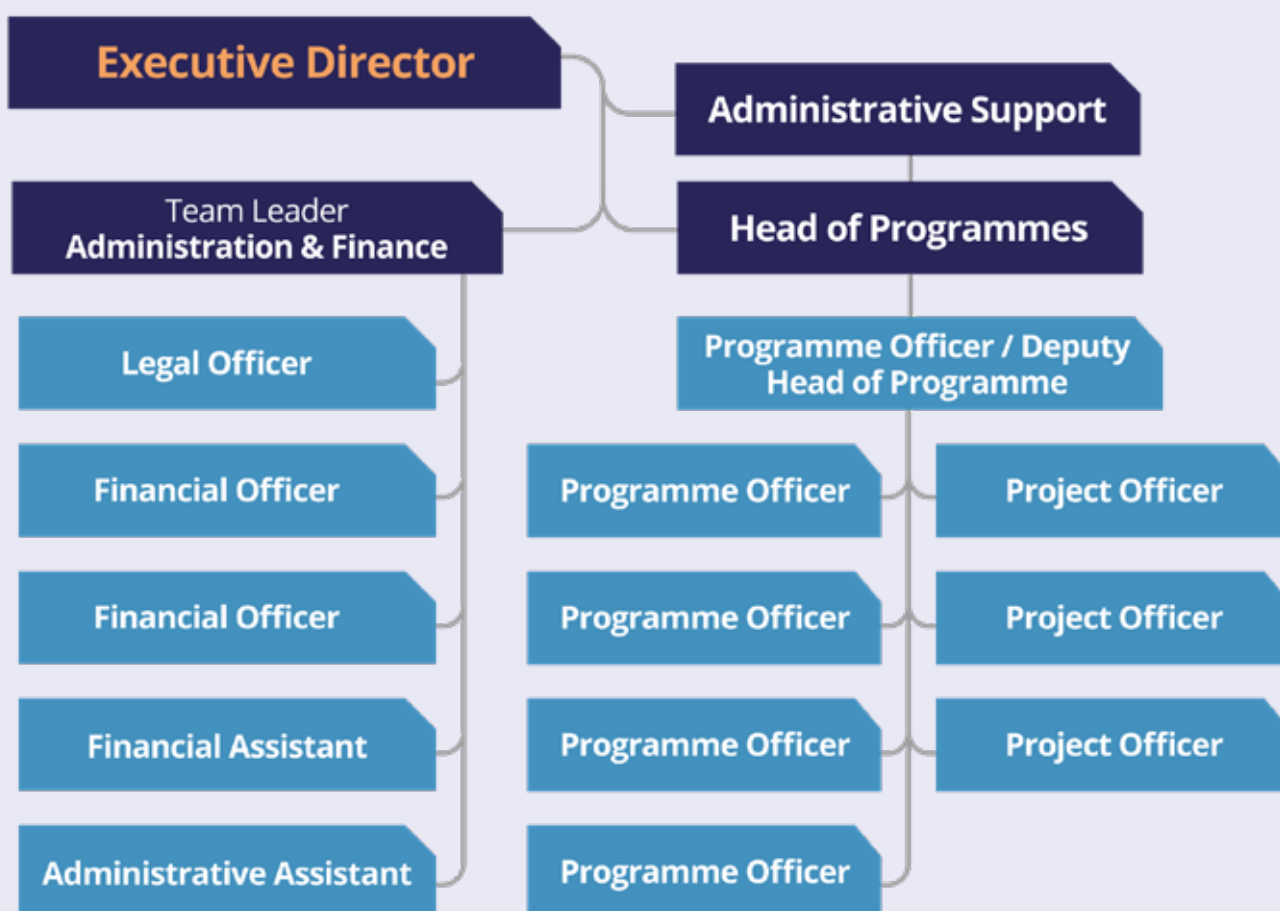 Executive Director
Administrative Support
Team Leader
Administration & Finance
Head of Programmes
Legal Officer
Programme Officer / Deputy
Head of Programme
Financial Officer
Programme Officer
Project Officer
Financial Officer
Programme Officer
Project Officer
Financial Assistant
Programme Officer
Project Officer
Administrative Assistant
Programme Officer